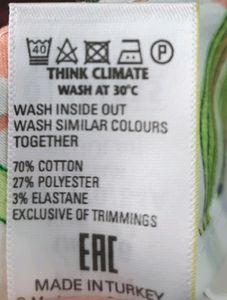 40 P
THINK CLIMATE
WASH AT 30°C
WASH INSIDE OUT
WASH SIMILAR COLOURS
TOGETHER
70% COTTON
27% POLYESTER
3% ELASTANE
EXCLUSIVE OF TRIMMINGS
EAC
MADE IN TURKEY